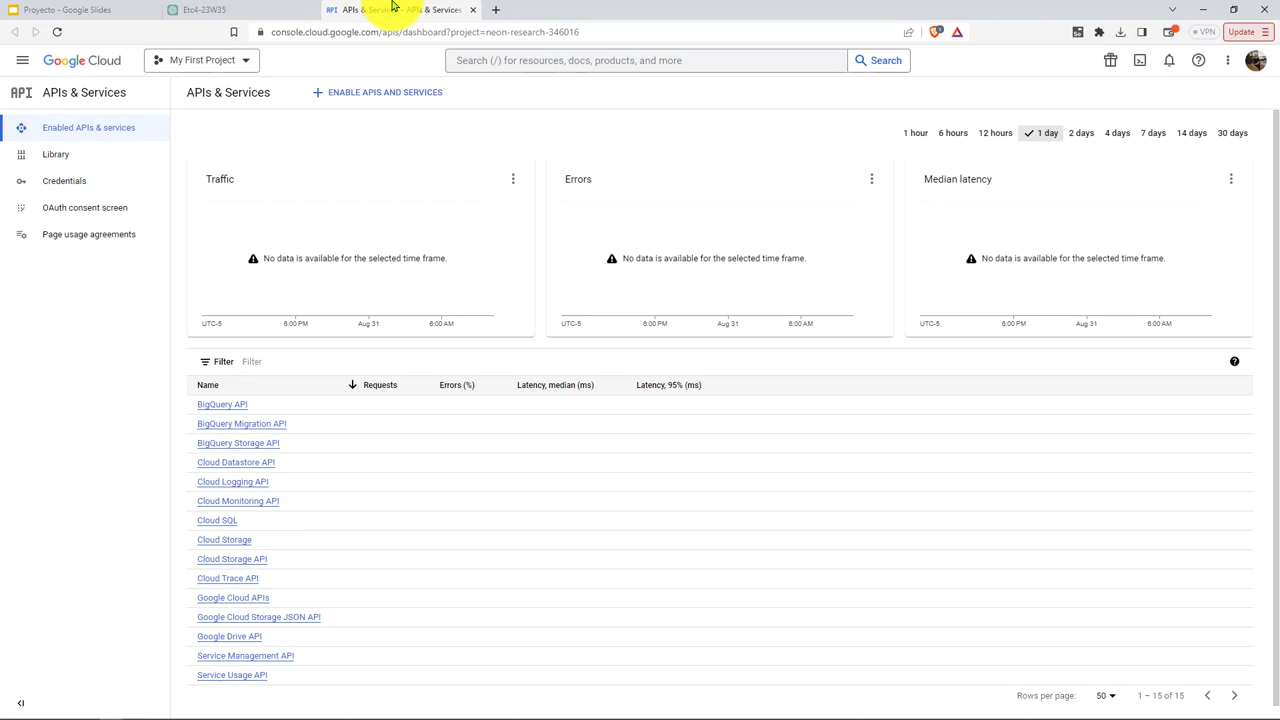 Proyecto - Google Slides
Etc4-23W35
API APIs & Services – APIs & Services
console.cloud.google.com/apis/dashboard?project=neon-research-346016
VPN
Update
Google Cloud
My First Project
Search (/) for resources, docs, products, and more
Search
API APIs & Services
APIs & Services
ENABLE APIS AND SERVICES
Enabled APIs & services
Library
Credentials
OAuth consent screen
Page usage agreements
1 hour 6 hours 12 hours 1 day 2 days 4 days 7 days 14 days 30 days
Traffic
No data is available for the selected time frame.
UTC-5 6:00 PM Aug 31 6:00 AM
Errors
No data is available for the selected time frame.
UTC-5 6:00 PM Aug 31 6:00 AM
Median latency
No data is available for the selected time frame.
UTC-5 6:00 PM Aug 31 6:00 AM
Filter Filter
Name Requests Errors (%) Latency, median (ms) Latency, 95% (ms)
BigQuery API
BigQuery Migration API
BigQuery Storage API
Cloud Datastore API
Cloud Logging API
Cloud Monitoring API
Cloud SQL
Cloud Storage
Cloud Storage API
Cloud Trace API
Google Cloud APIs
Google Cloud Storage JSON API
Google Drive API
Service Management API
Service Usage API
Rows per page: 50 1 – 15 of 15